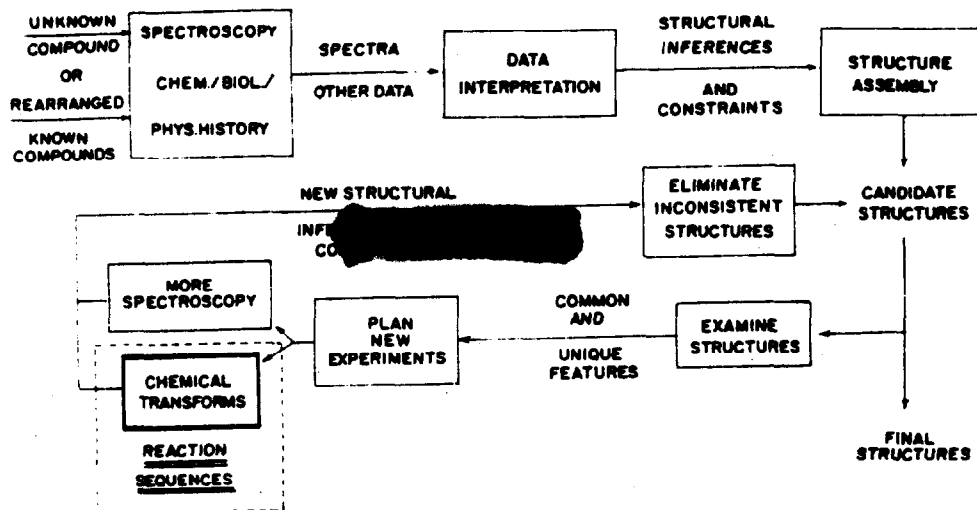 UNKNOWN
COMPOUND
OR
REARRANGED
KNOWN
COMPOUNDS
SPECTROSCOPY
CHEM./BIOL./
PHYS.HISTORY
SPECTRA
OTHER DATA
DATA
INTERPRETATION
STRUCTURAL
INFERENCES
AND
CONSTRAINTS
STRUCTURE
ASSEMBLY
NEW STRUCTURAL
ELIMINATE
INCONSISTENT
STRUCTURES
CANDIDATE
STRUCTURES
MORE
SPECTROSCOPY
PLAN
NEW
EXPERIMENTS
COMMON
AND
UNIQUE
FEATURES
EXAMINE
STRUCTURES
CHEMICAL
TRANSFORMS
REACTION
SEQUENCES
FINAL
STRUCTURES